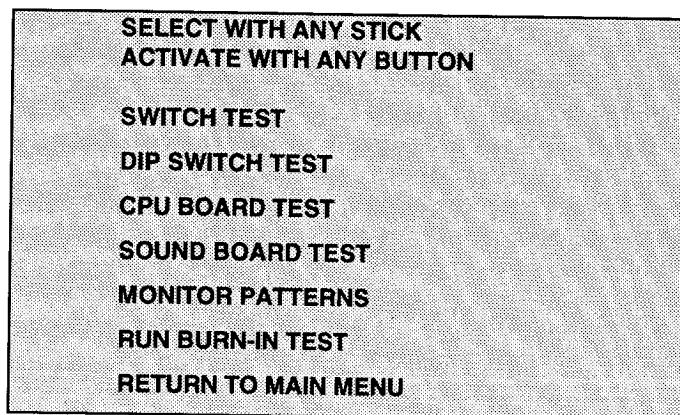 SELECT WITH ANY STICK
ACTIVATE WITH ANY BUTTON
SWITCH TEST
DIP SWITCH TEST
CPU BOARD TEST
SOUND BOARD TEST
MONITOR PATTERNS
RUN BURN-IN TEST
RETURN TO MAIN MENU